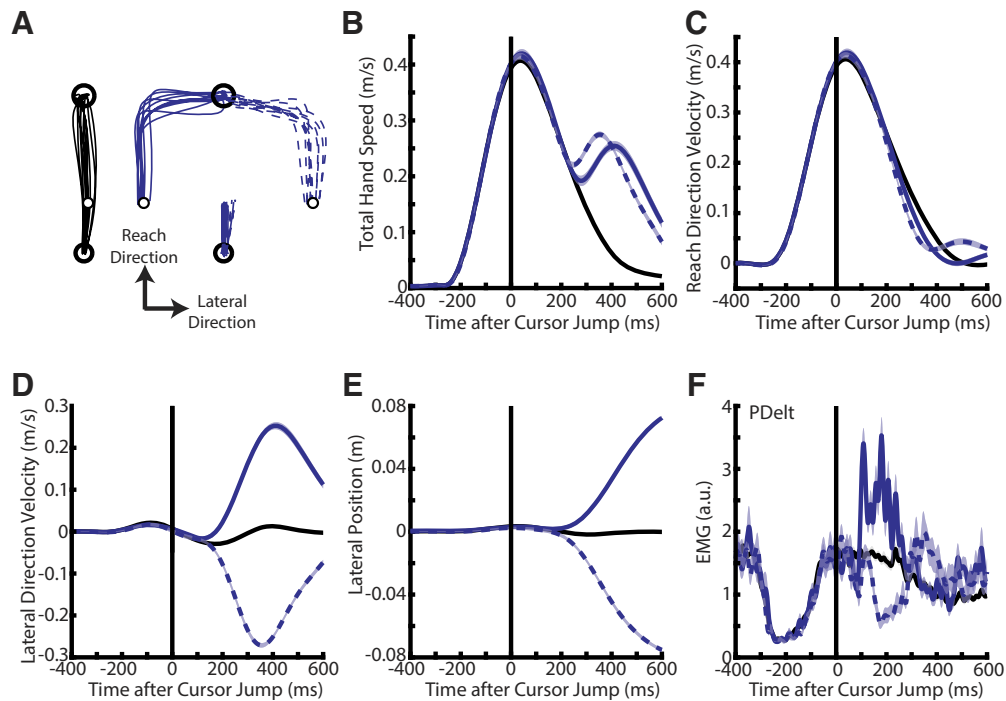 A
Reach
Direction
Lateral
Direction
B
Total Hand Speed (m/s)
0.4
0.3
0.2
0.1
0
-400 -200 0 200 400 600
Time after Cursor Jump (ms)
C
Reach Direction Velocity (m/s)
0.4
0.3
0.2
0.1
0
-400 -200 0 200 400 600
Time after Cursor Jump (ms)
D
Lateral Direction Velocity (m/s)
0.3
0.2
0.1
0
-0.1
-0.2
-0.3
-400 -200 0 200 400 600
Time after Cursor Jump (ms)
E
Lateral Position (m)
0.08
0.04
0
-0.04
-0.08
-400 -200 0 200 400 600
Time after Cursor Jump (ms)
F
PDelt
EMG (a.u.)
4
3
2
1
0
-400 -200 0 200 400 600
Time after Cursor Jump (ms)